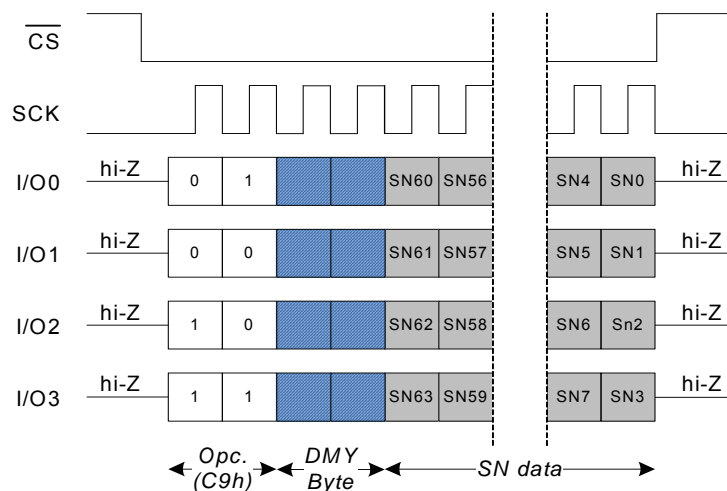 CS
SCK
hi-Z
hi-Z
I/O0
0 1 SN60 SN56 SN4 SN0
hi-Z
hi-Z
I/O1
0 0 SN61 SN57 SN5 SN1
hi-Z
hi-Z
I/O2
1 0 SN62 SN58 SN6 Sn2
hi-Z
hi-Z
I/O3
1 1 SN63 SN59 SN7 SN3
Opc.
(C9h)
DMY
Byte
SN data